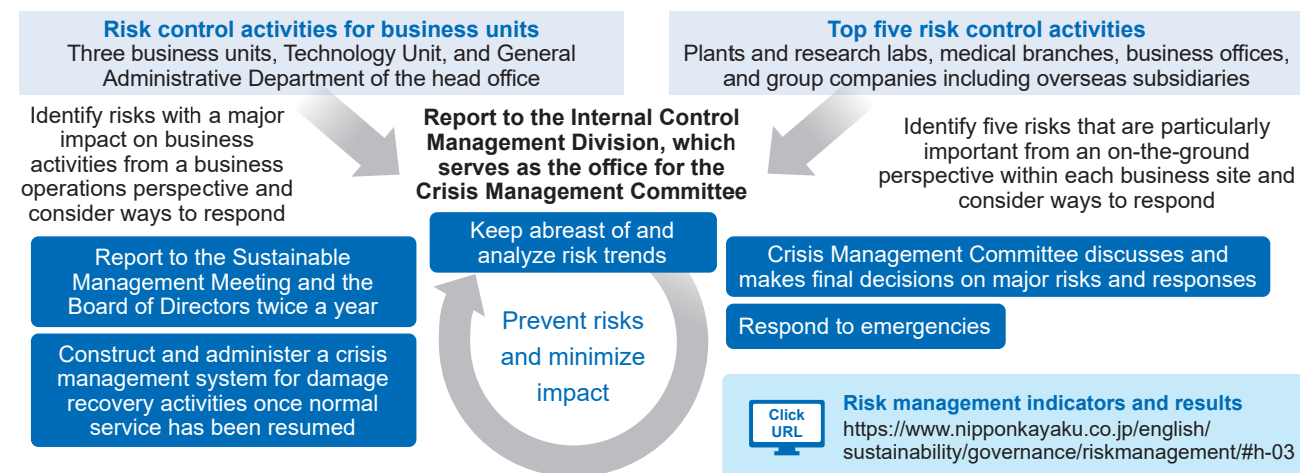 Risk control activities for business units
Three business units, Technology Unit, and General
Administrative Department of the head office
Top five risk control activities
Plants and research labs, medical branches, business offices,
and group companies including overseas subsidiaries
Identify risks with a major
impact on business
activities from a business
operations perspective and
consider ways to respond
Report to the Internal Control
Management Division, which
serves as the office for the
Crisis Management Committee
Identify five risks that are particularly
important from an on-the-ground
perspective within each business site and
consider ways to respond
Keep abreast of and
analyze risk trends
Report to the Sustainable
Management Meeting and the
Board of Directors twice a year
Crisis Management Committee discusses and
makes final decisions on major risks and responses
Prevent risks
and minimize
impact
Respond to emergencies
Construct and administer a crisis
management system for damage
recovery activities once normal
service has been resumed
Click
URL
Risk management indicators and results
https://www.nipponkayaku.co.jp/english/
sustainability/governance/riskmanagement/#h-03